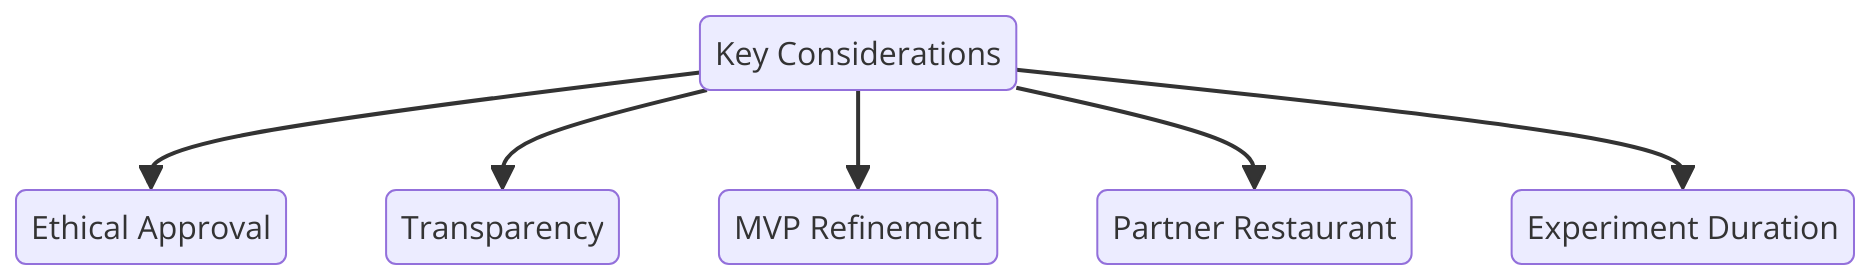 Key Considerations
Ethical Approval
Transparency
MVP Refinement
Partner Restaurant
Experiment Duration